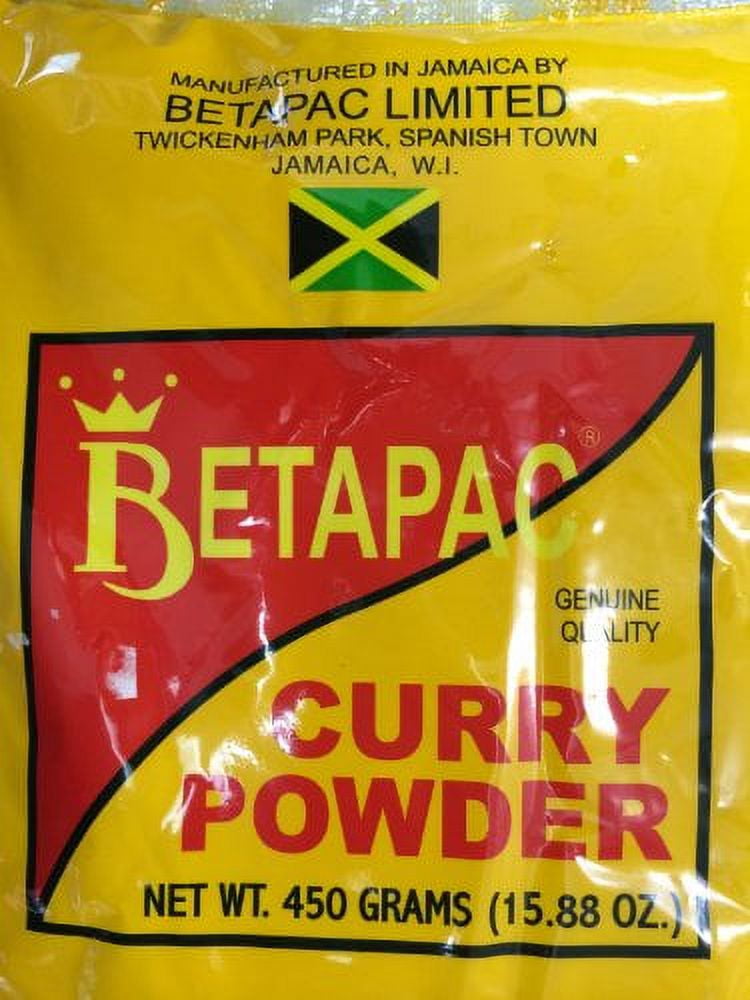 MANUFACTURED IN JAMAICA BY
BETAPAC LIMITED
TWICKENHAM PARK, SPANISH TOWN
JAMAICA, W.I.
BETAPAC®
GENUINE
QUALITY
CURRY
POWDER
NET WT. 450 GRAMS (15.88 OZ.)